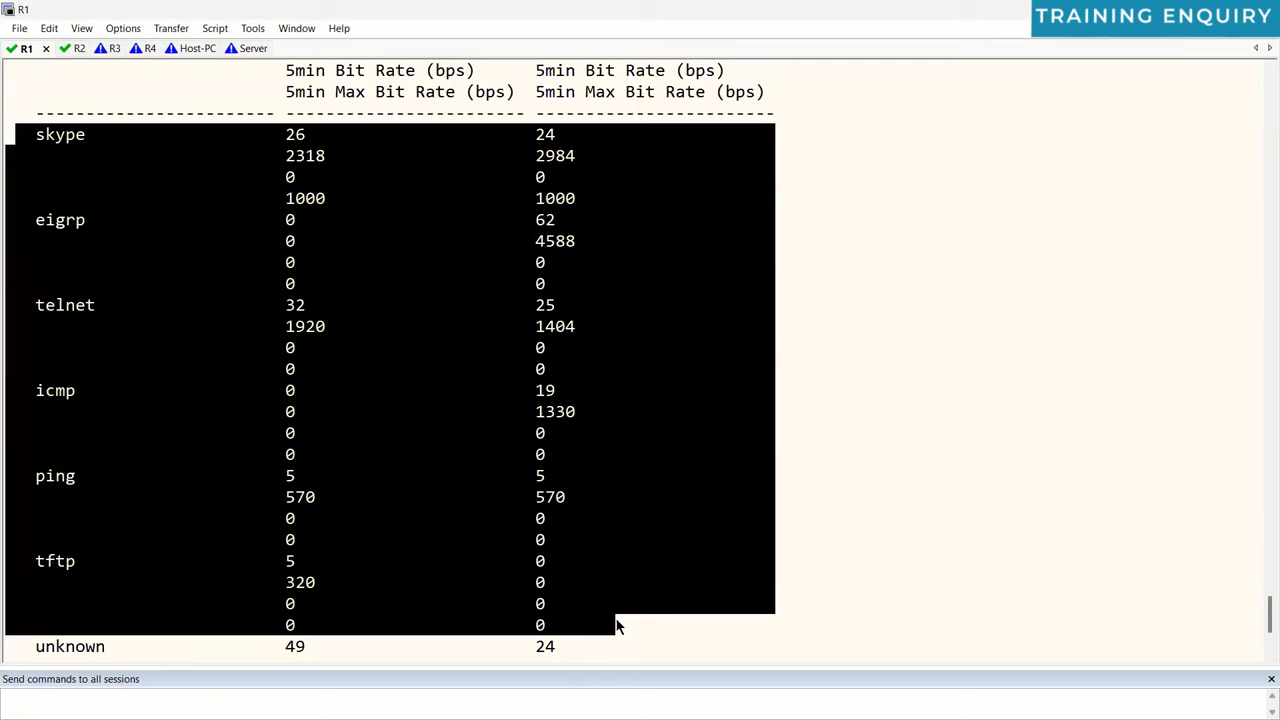 R1
TRAINING ENQUIRY
File Edit View Options Transfer Script Tools Window Help
R1 × R2 R3 R4 Host-PC Server
5min Bit Rate (bps) 5min Bit Rate (bps)
5min Max Bit Rate (bps) 5min Max Bit Rate (bps)
------------------------ ------------------------ ------------------------
skype 26 24
2318 2984
0 0
1000 1000
eigrp 0 62
0 4588
0 0
0 0
telnet 32 25
1920 1404
0 0
0 0
icmp 0 19
0 1330
0 0
0 0
ping 5 5
570 570
0 0
0 0
tftp 5 0
320 0
0 0
0 0
unknown 49 24
Send commands to all sessions